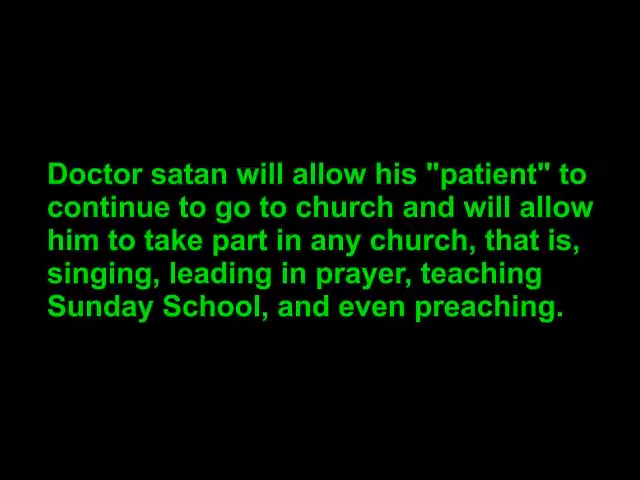 Doctor satan will allow his "patient" to
continue to go to church and will allow
him to take part in any church, that is,
singing, leading in prayer, teaching
Sunday School, and even preaching.